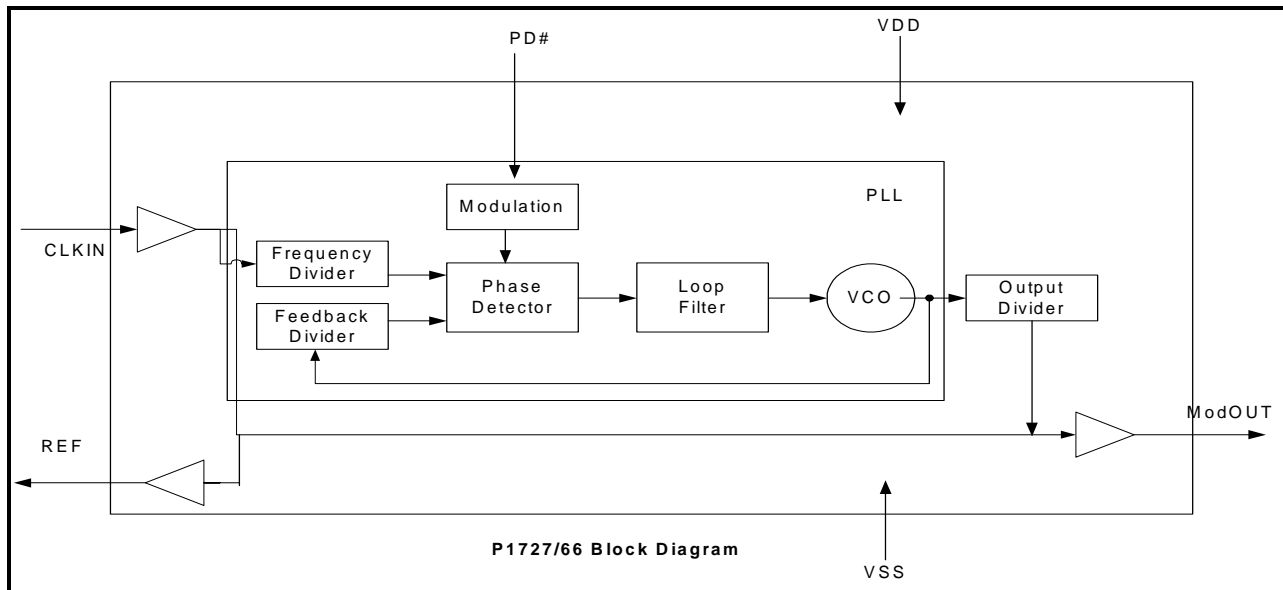 PD#
VDD
PLL
Modulation
CLKIN
Frequency
Divider
Phase
Detector
Loop
Filter
VCO
Output
Divider
Feedback
Divider
ModOUT
REF
P1727/66 Block Diagram
VSS